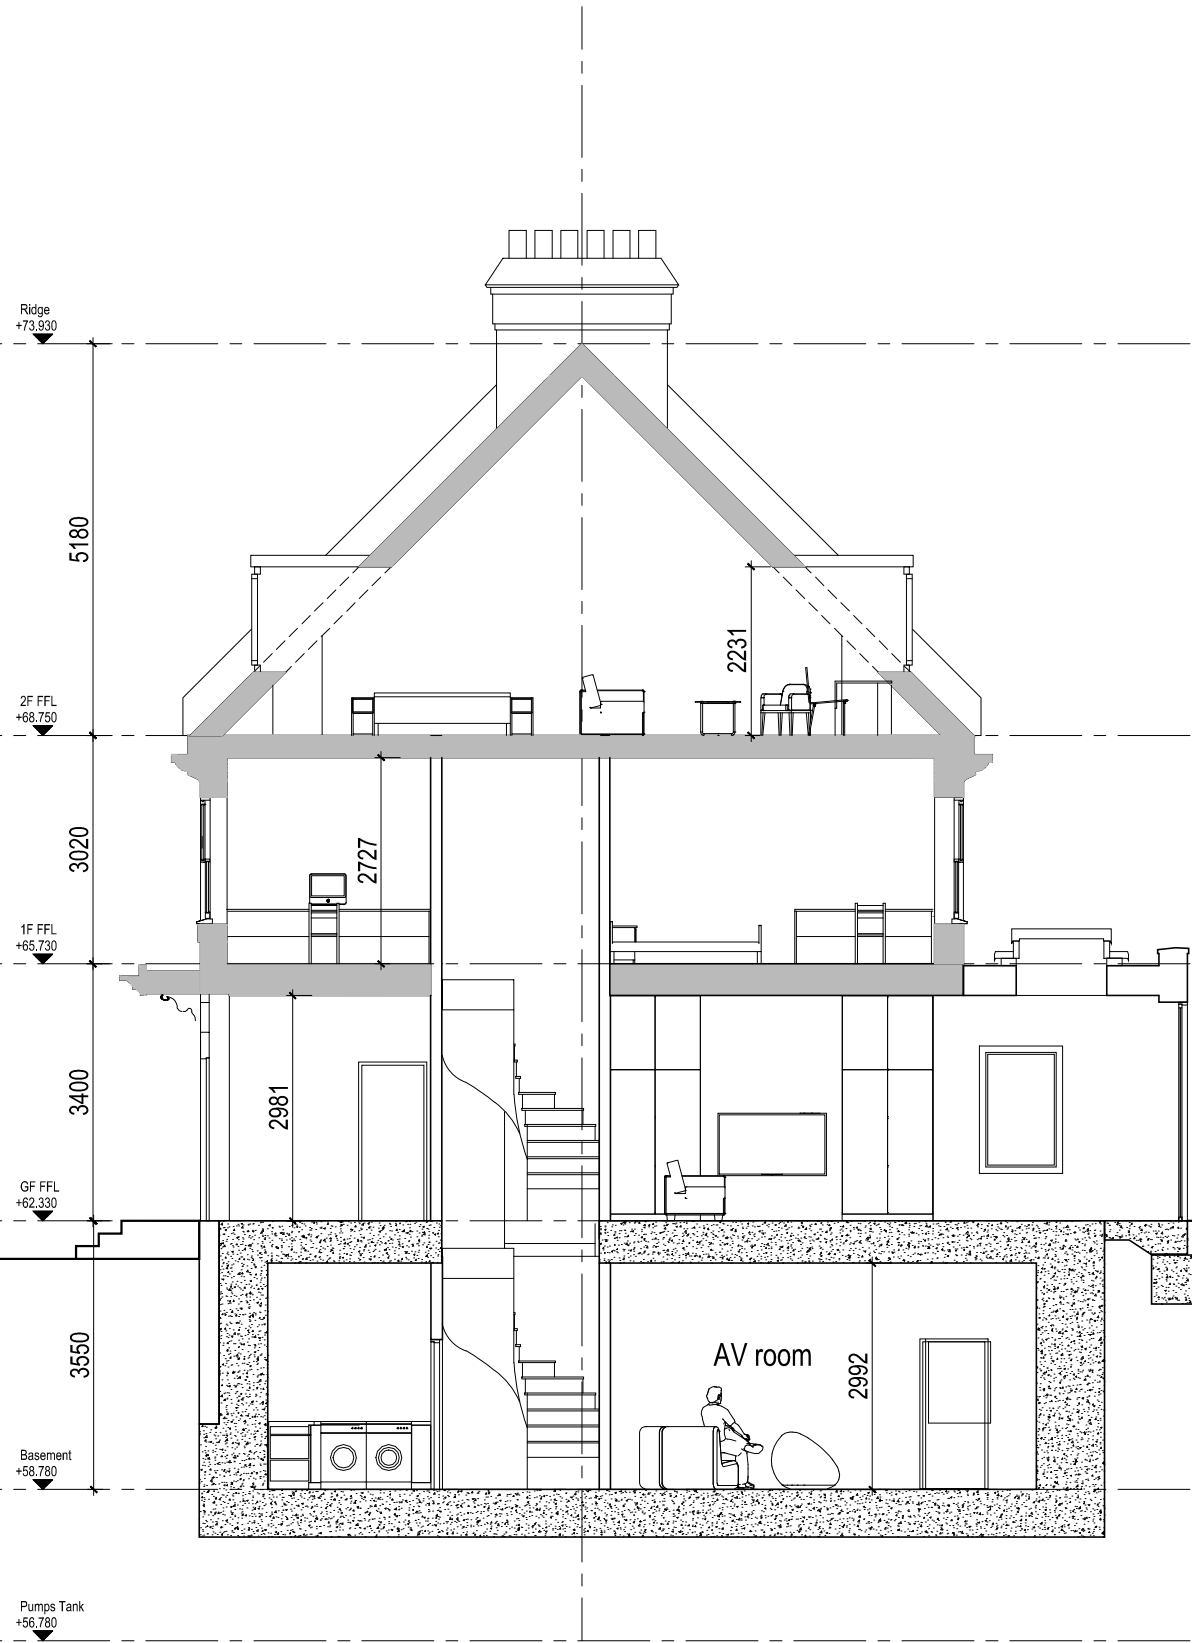 Ridge
+73.930
5180
2231
2F FFL
+68.750
3020
2727
1F FFL
+65.730
3400
2981
GF FFL
+62.330
3550
AV room
2992
Basement
+58.780
Pumps Tank
+56.780